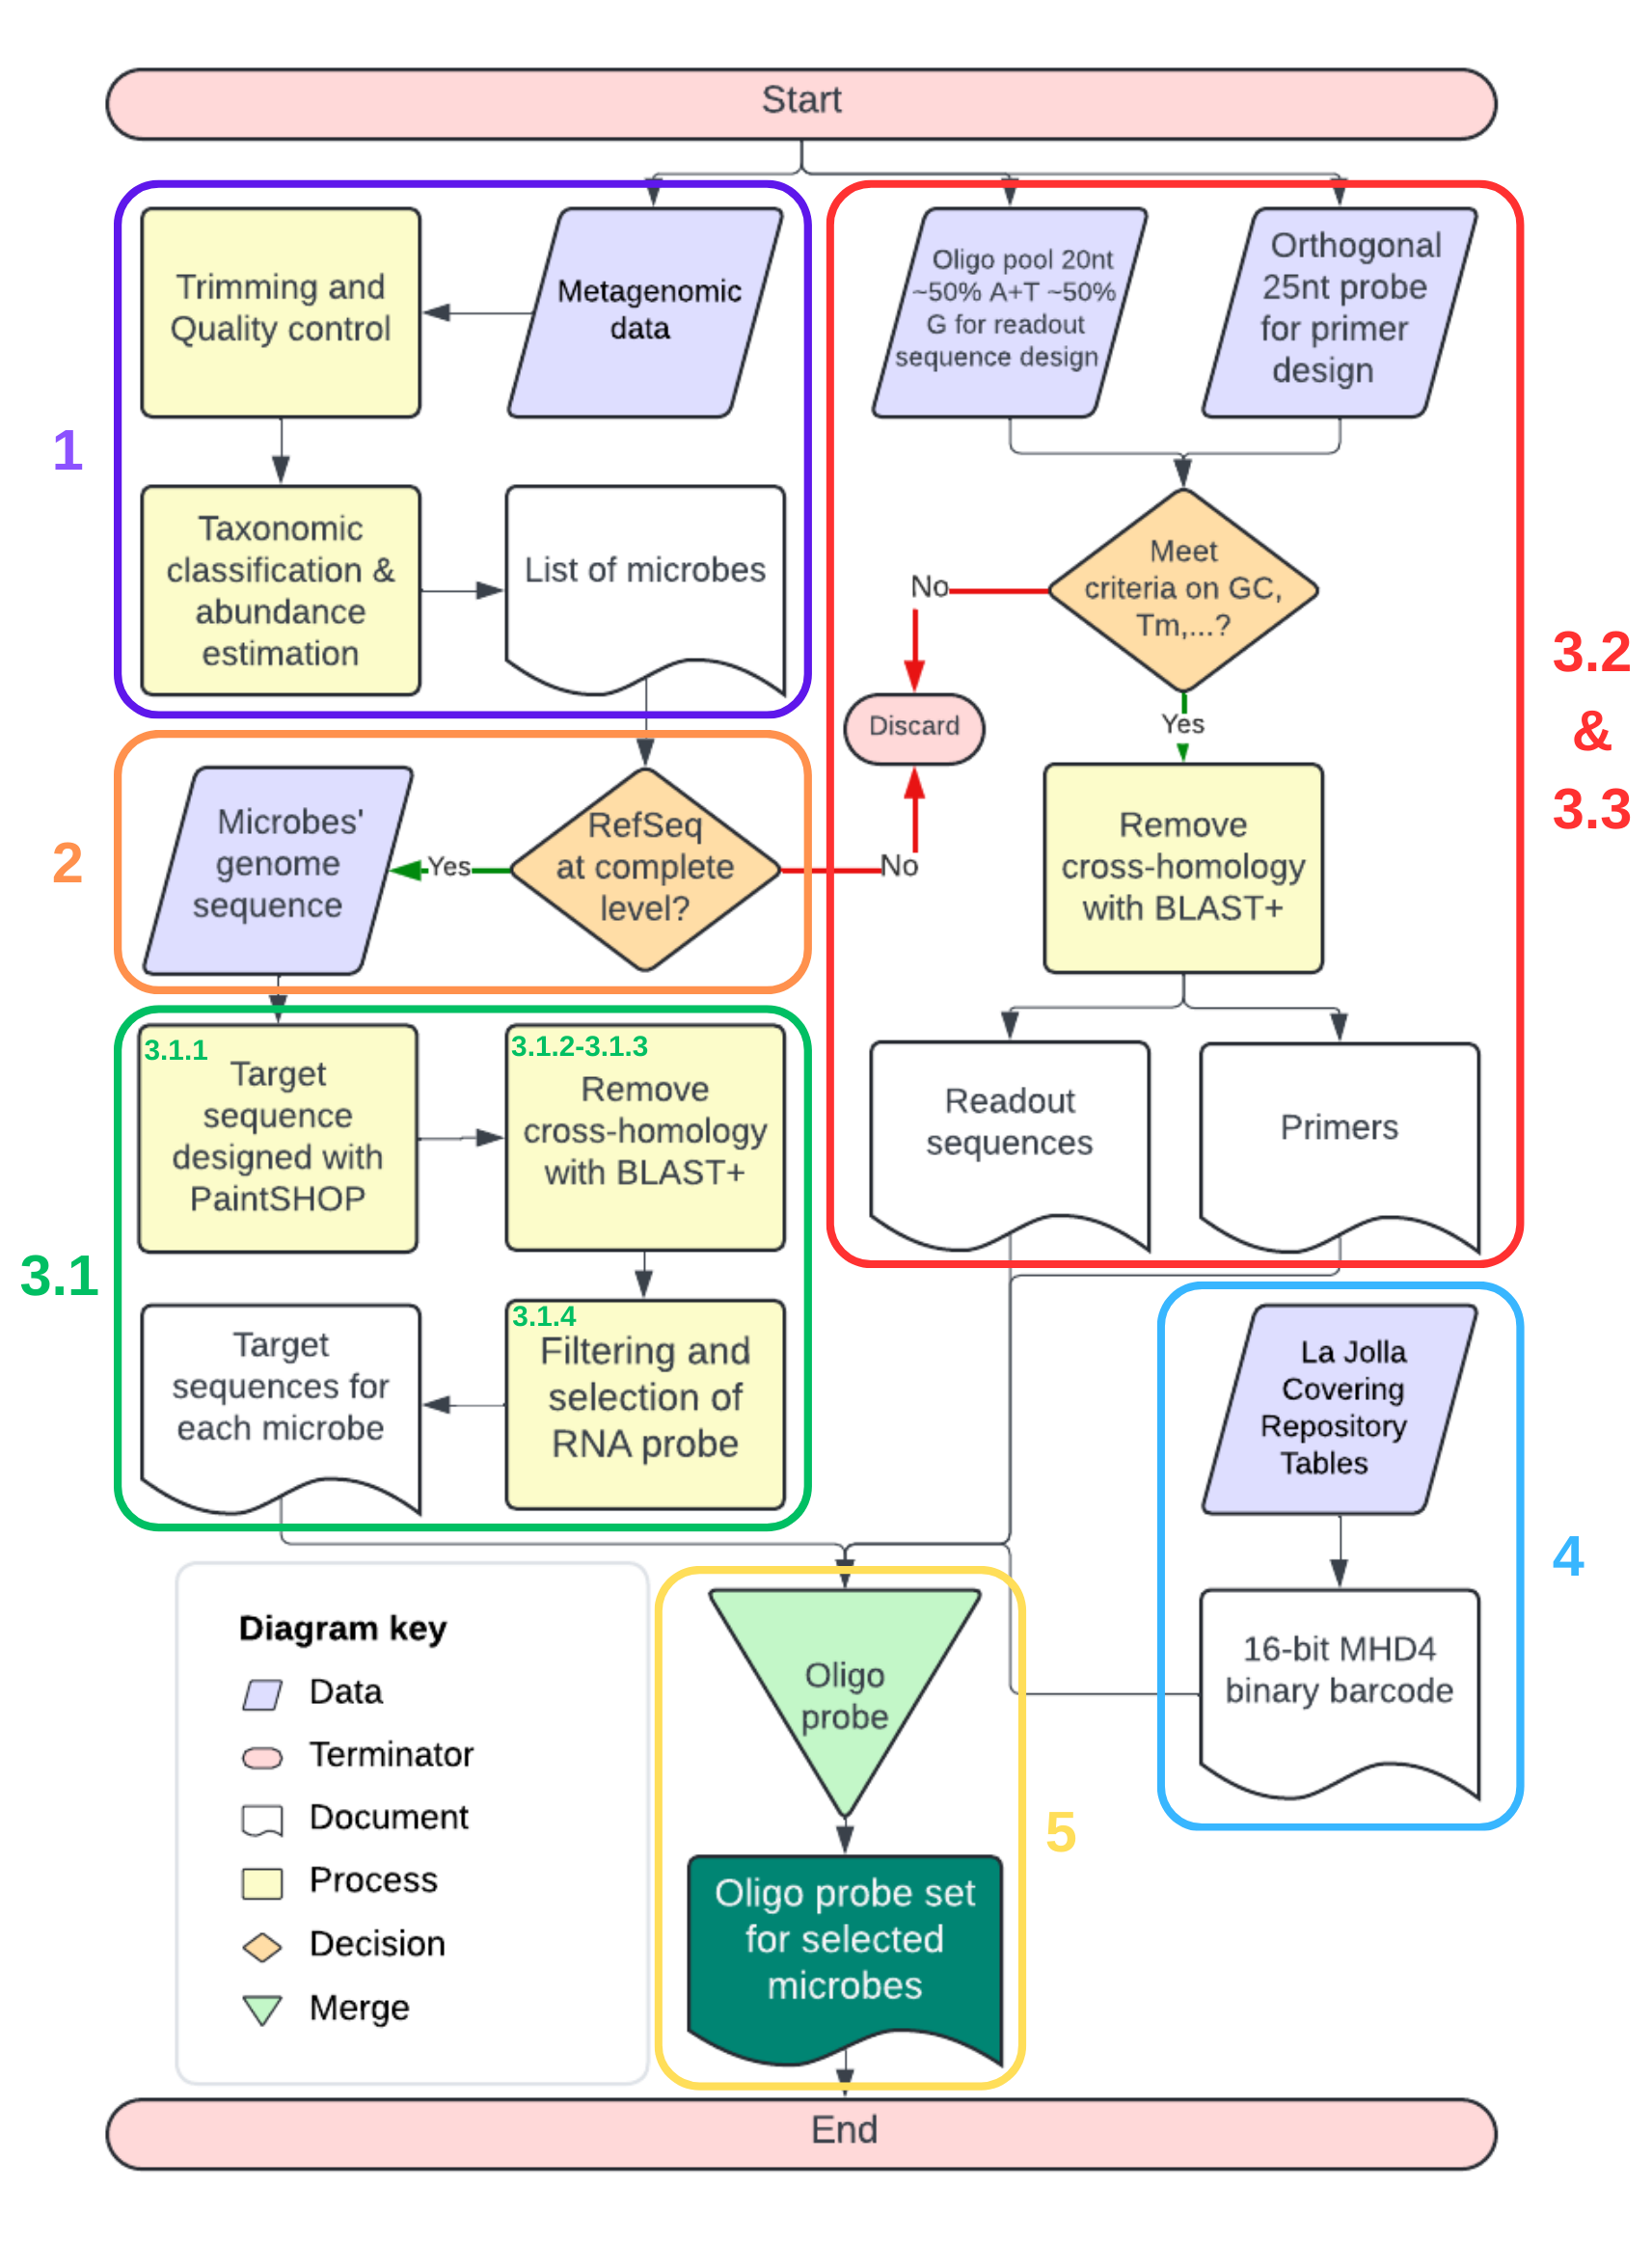 Start
1
Trimming and
Quality control
Metagenomic
data
Taxonomic
classification &
abundance
estimation
List of microbes
Oligo pool 20nt
~50% A+T ~50%
G for readout
sequence design
Orthogonal
25nt probe
for primer
design
Meet
criteria on GC,
Tm,...?
No
Yes
Discard
3.2
&
3.3
2
Microbes'
genome
sequence
Yes
RefSeq
at complete
level?
No
Remove
cross-homology
with BLAST+
Readout
sequences
Primers
3.1
3.1.1
Target
sequence
designed with
PaintSHOP
3.1.2-3.1.3
Remove
cross-homology
with BLAST+
3.1.4
Filtering and
selection of
RNA probe
Target
sequences for
each microbe
La Jolla
Covering
Repository
Tables
4
16-bit MHD4
binary barcode
Diagram key
Data
Terminator
Document
Process
Decision
Merge
Oligo
probe
5
Oligo probe set
for selected
microbes
End